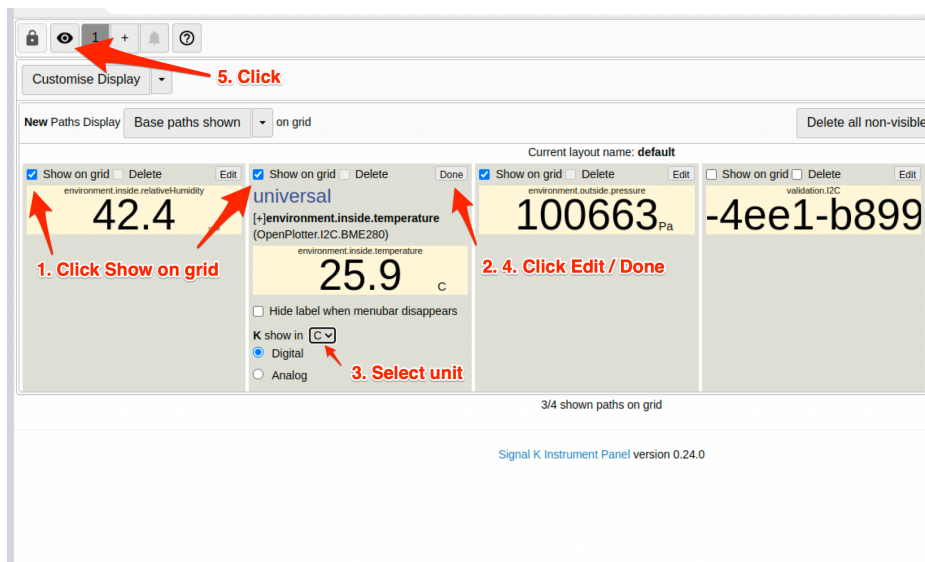 1 +
5. Click
Customise Display
New Paths Display Base paths shown on grid Delete all non-visible
Current layout name: default
Show on grid Delete Edit
environment.inside.relativeHumidity
42.4
1. Click Show on grid
Show on grid Delete Done
universal
[+]environment.inside.temperature
(OpenPlotter.I2C.BME280)
environment.inside.temperature
25.9 C
Hide label when menubar disappears
K show in C
Digital
Analog
3. Select unit
Show on grid Delete Edit
environment.outside.pressure
100663 Pa
2. 4. Click Edit / Done
Show on grid Delete Edit
validation.I2C
-4ee1-b899
3/4 shown paths on grid
Signal K Instrument Panel version 0.24.0